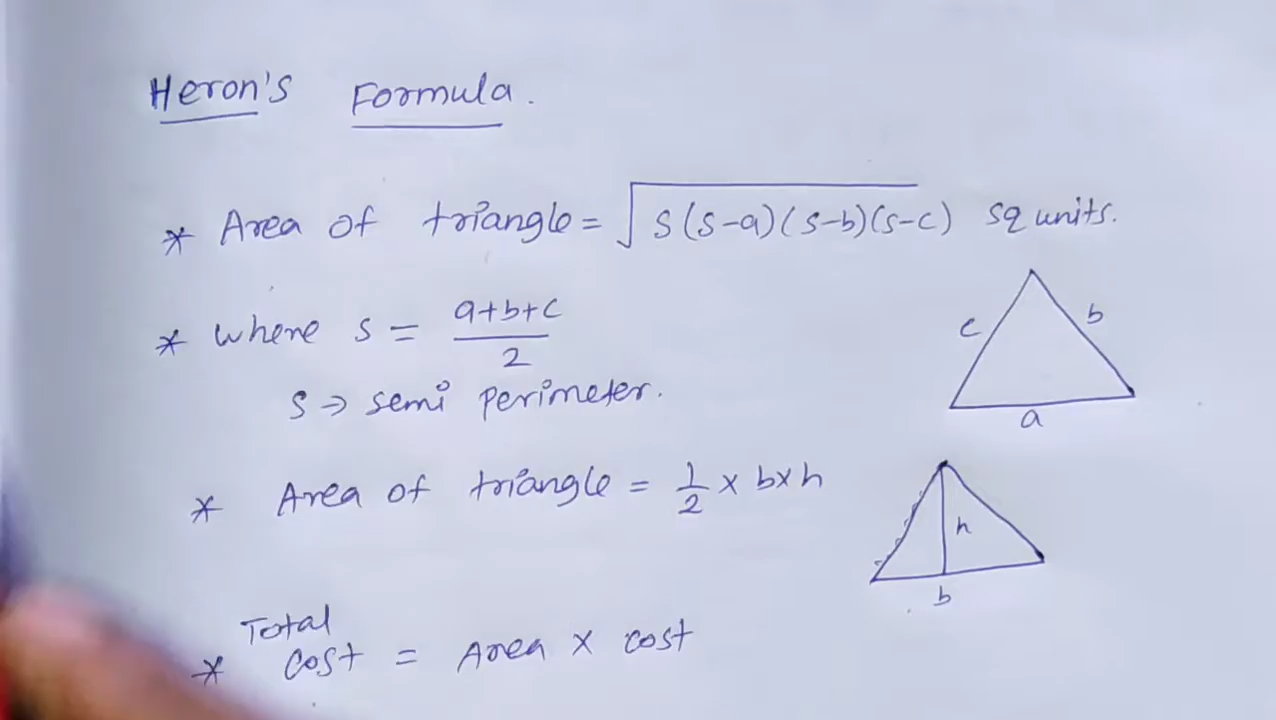 Heron's Formula.
* Area of triangle = √s(s-a)(s-b)(s-c) sq units.
* where s = a+b+c
2
s → semi perimeter.
c
b
a
* Area of triangle = 1/2 × b×h
h
b
Total
* cost = Area × cost